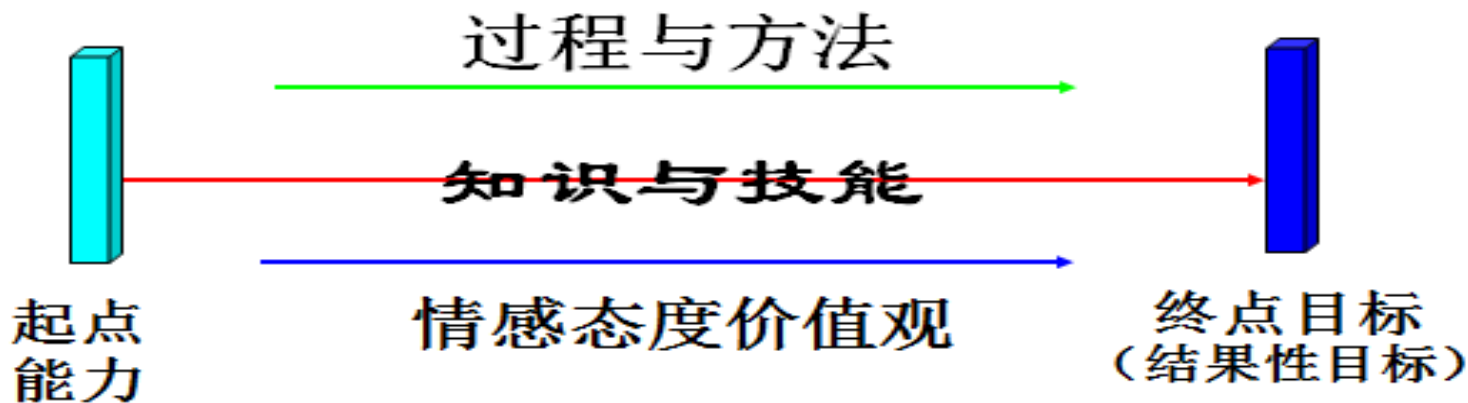 过程与方法
知识与技能
情感态度价值观
起点
能力
终点目标
（结果性目标）